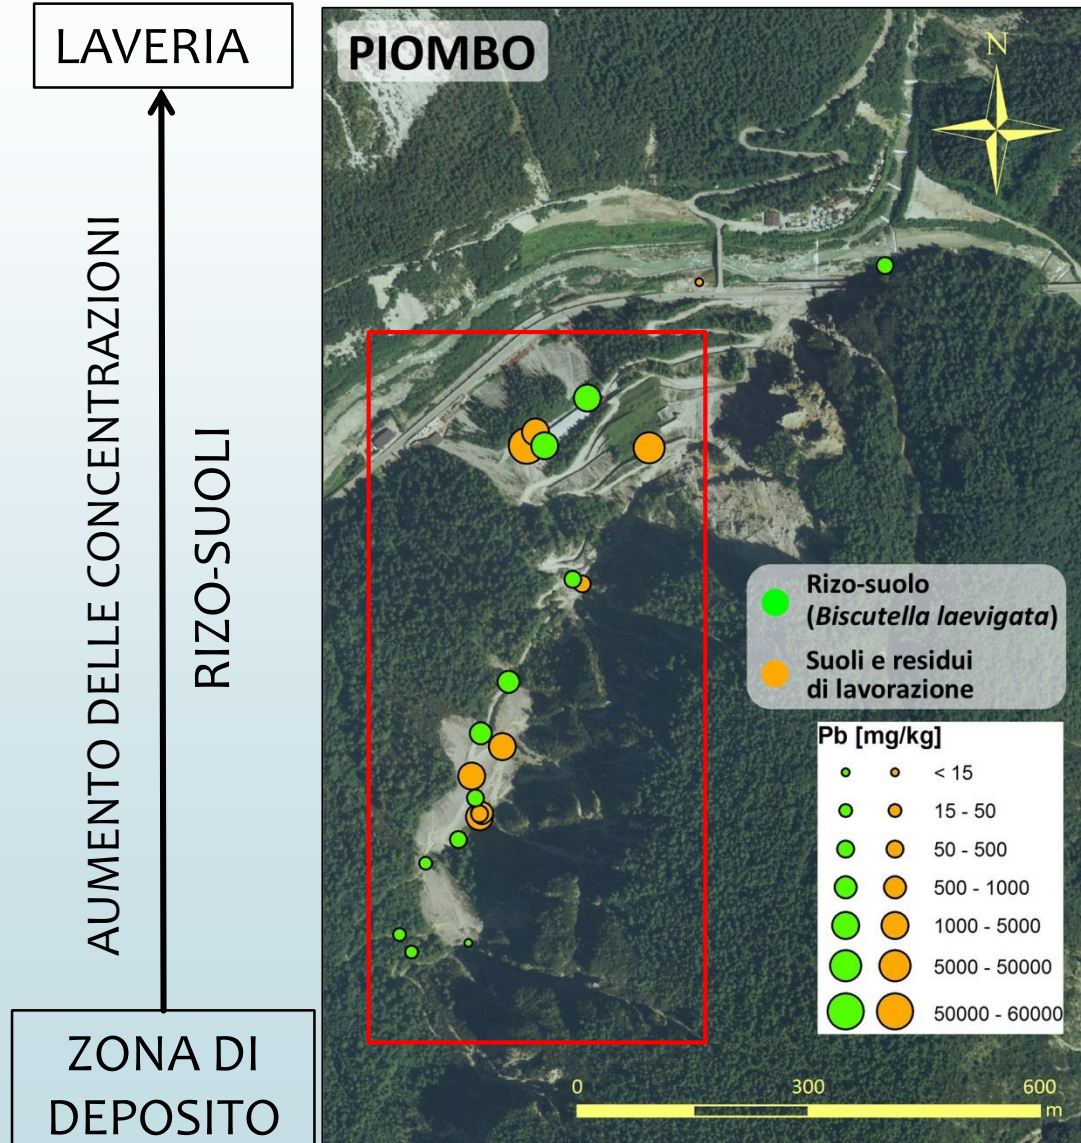 LAVERIA
AUMENTO DELLE CONCENTRAZIONI
RIZO-SUOLI
ZONA DI
DEPOSITO
PIOMBO
N
Rizo-suolo
(Biscutella laevigata)
Suoli e residui
di lavorazione
Pb [mg/kg]
< 15
15 - 50
50 - 500
500 - 1000
1000 - 5000
5000 - 50000
50000 - 60000
0 300 600
m